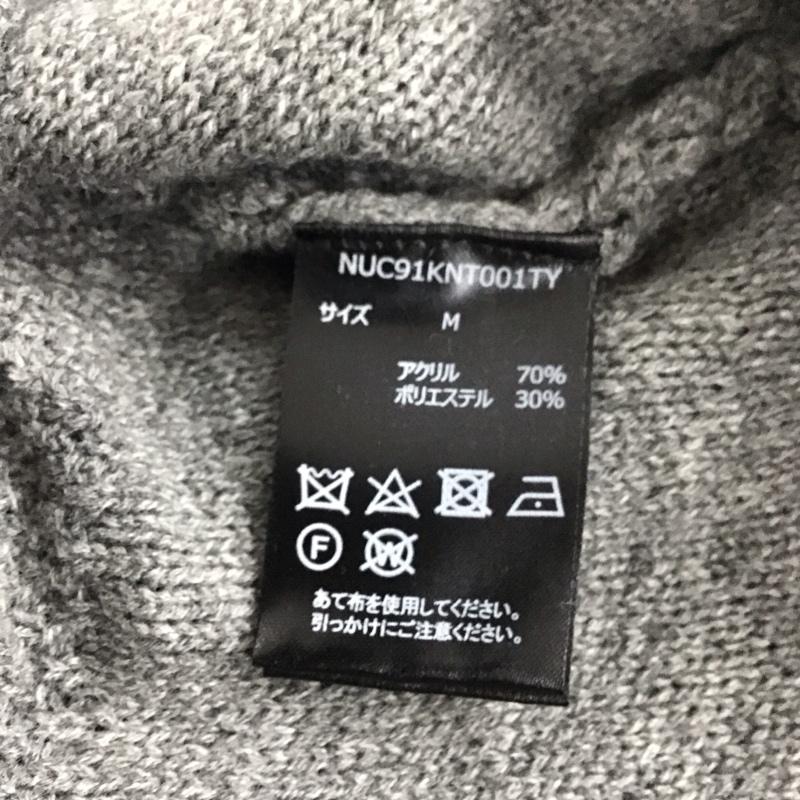 NUC91KNT001TY
サイズ M
アクリル 70%
ポリエステル 30%
F W
あて布を使用してください。
引っかけにご注意ください。